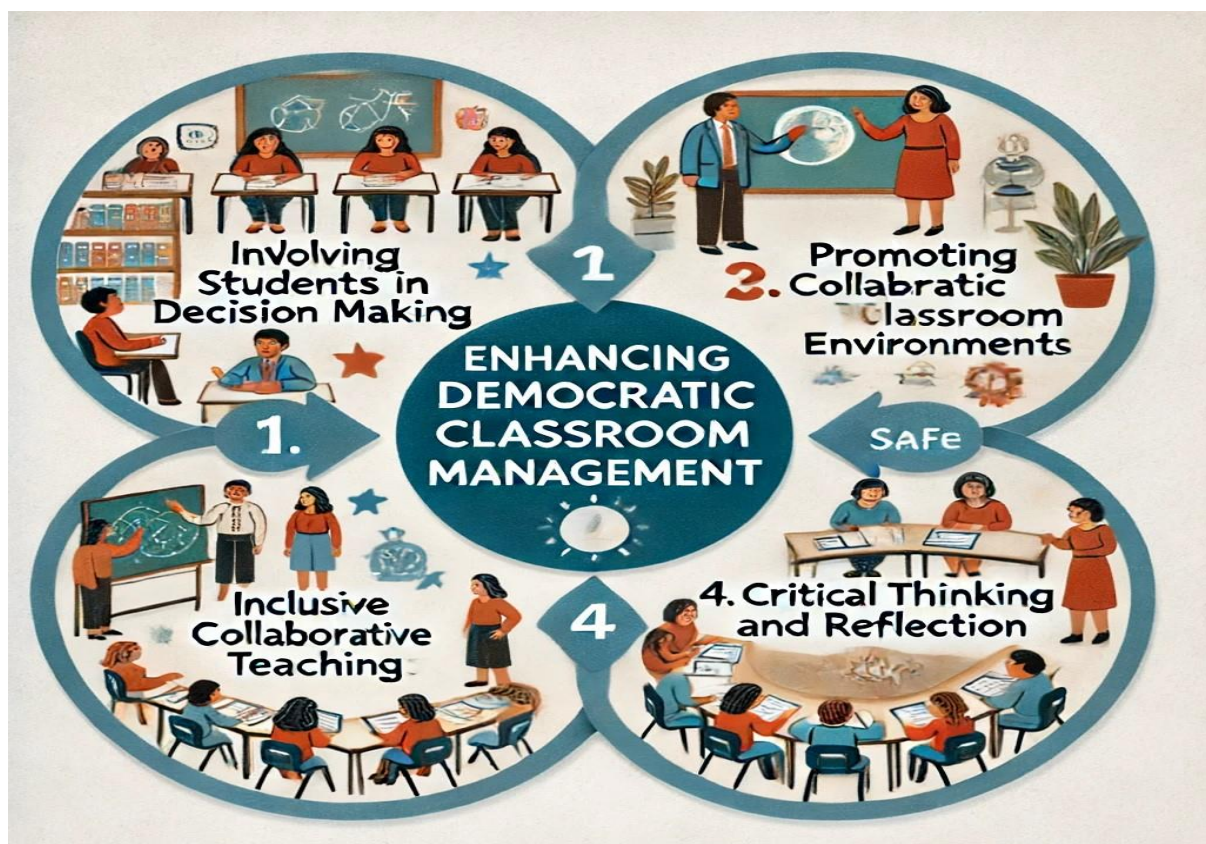 Involving
Students in
Decision Making
1
2. Promoting
Collabratic
Classroom
Environments
ENHANCING
DEMOCRATIC
CLASSROOM
MANAGEMENT
1.
SAFe
Inclusive
Collaborative
Teaching
4
4. Critical Thinking
and Reflection